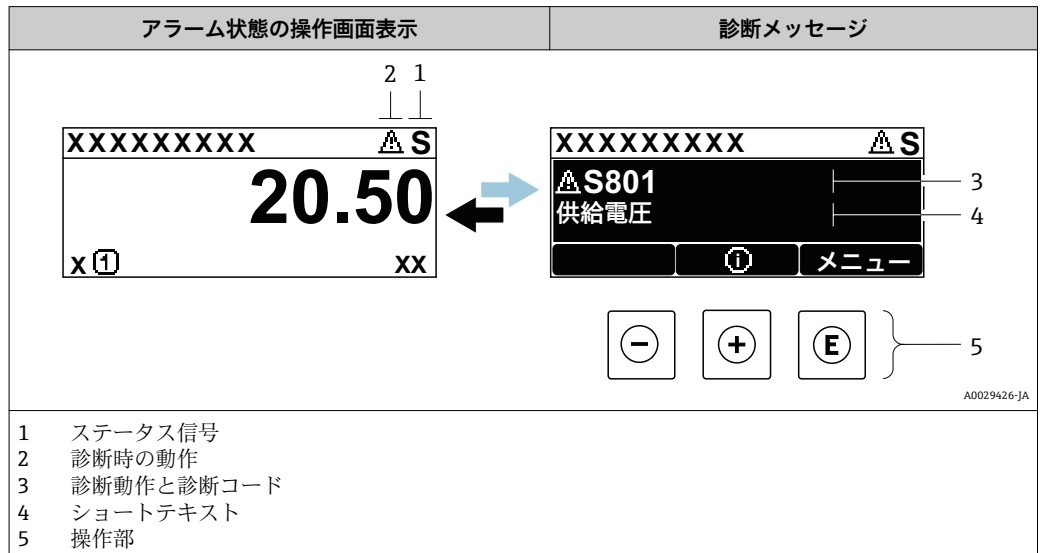 アラーム状態の操作画面表示 診断メッセージ
2 1
XXXXXXXXX ⚠ S
20.50
X 1 XX
XXXXXXXXX ⚠ S
⚠S801
供給電圧
i メニュー
3
4
− + E
5
A0029426-JA
1 ステータス信号
2 診断時の動作
3 診断動作と診断コード
4 ショートテキスト
5 操作部